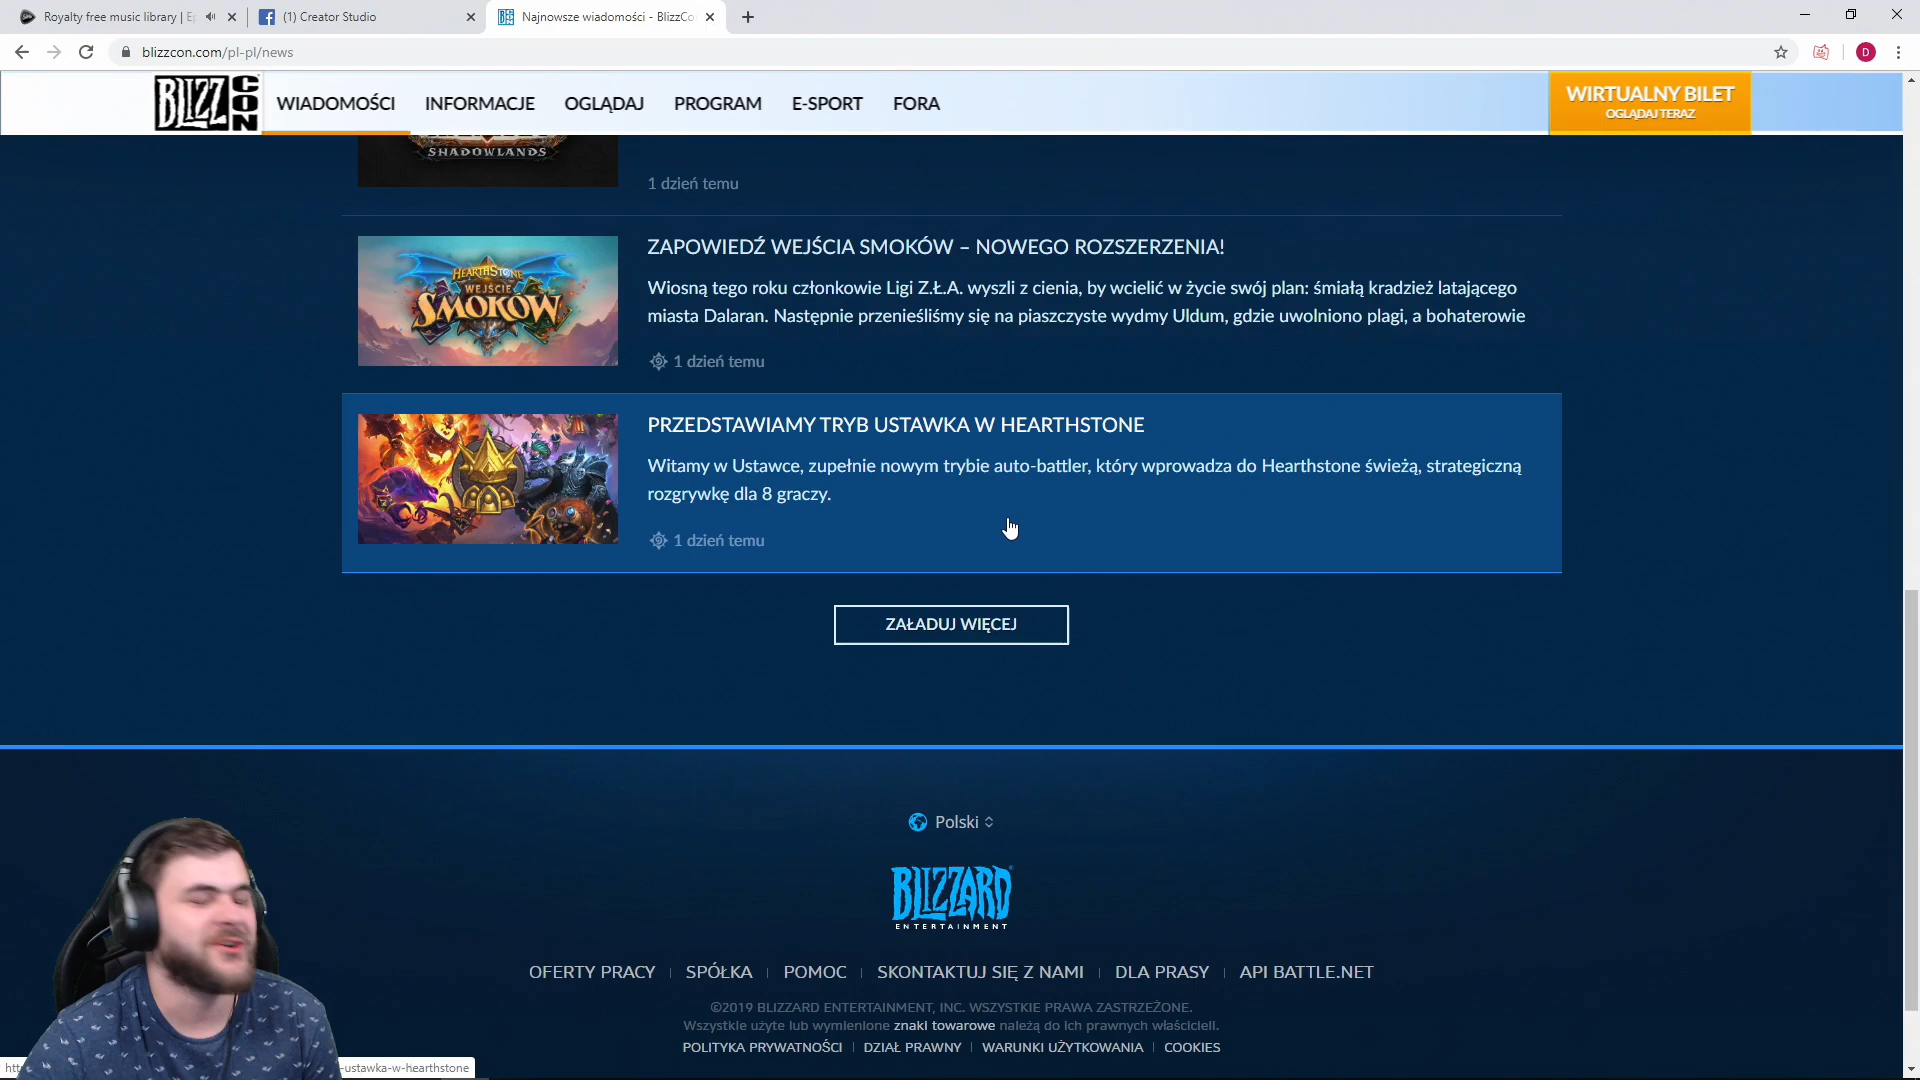 Royalty free music library | E
(1) Creator Studio
Najnowsze wiadomości - BlizzCo
blizzcon.com/pl-pl/news
D
BLIZZCON
WIADOMOŚCI
INFORMACJE
OGLĄDAJ
PROGRAM
E-SPORT
FORA
WIRTUALNY BILET
OGLĄDAJ TERAZ
SHADOWLANDS
1 dzień temu
HEARTHSTONE
WEJŚCIE
SMOKÓW
ZAPOWIEDŹ WEJŚCIA SMOKÓW – NOWEGO ROZSZERZENIA!
Wiosną tego roku członkowie Ligi Z.Ł.A. wyszli z cienia, by wcielić w życie swój plan: śmiałą kradzież latającego
miasta Dalaran. Następnie przenieśliśmy się na piaszczyste wydmy Uldum, gdzie uwolniono plagi, a bohaterowie
1 dzień temu
PRZEDSTAWIAMY TRYB USTAWKA W HEARTHSTONE
Witamy w Ustawce, zupełnie nowym trybie auto-battler, który wprowadza do Hearthstone świeżą, strategiczną
rozgrywkę dla 8 graczy.
1 dzień temu
ZAŁADUJ WIĘCEJ
Polski
BLIZZARD
ENTERTAINMENT
OFERTY PRACY | SPÓŁKA | POMOC | SKONTAKTUJ SIĘ Z NAMI | DLA PRASY | API BATTLE.NET
©2019 BLIZZARD ENTERTAINMENT, INC. WSZYSTKIE PRAWA ZASTRZEŻONE.
Wszystkie użyte lub wymienione znaki towarowe należą do ich prawnych właścicieli.
POLITYKA PRYWATNOŚCI | DZIAŁ PRAWNY | WARUNKI UŻYTKOWANIA | COOKIES
-ustawka-w-hearthstone